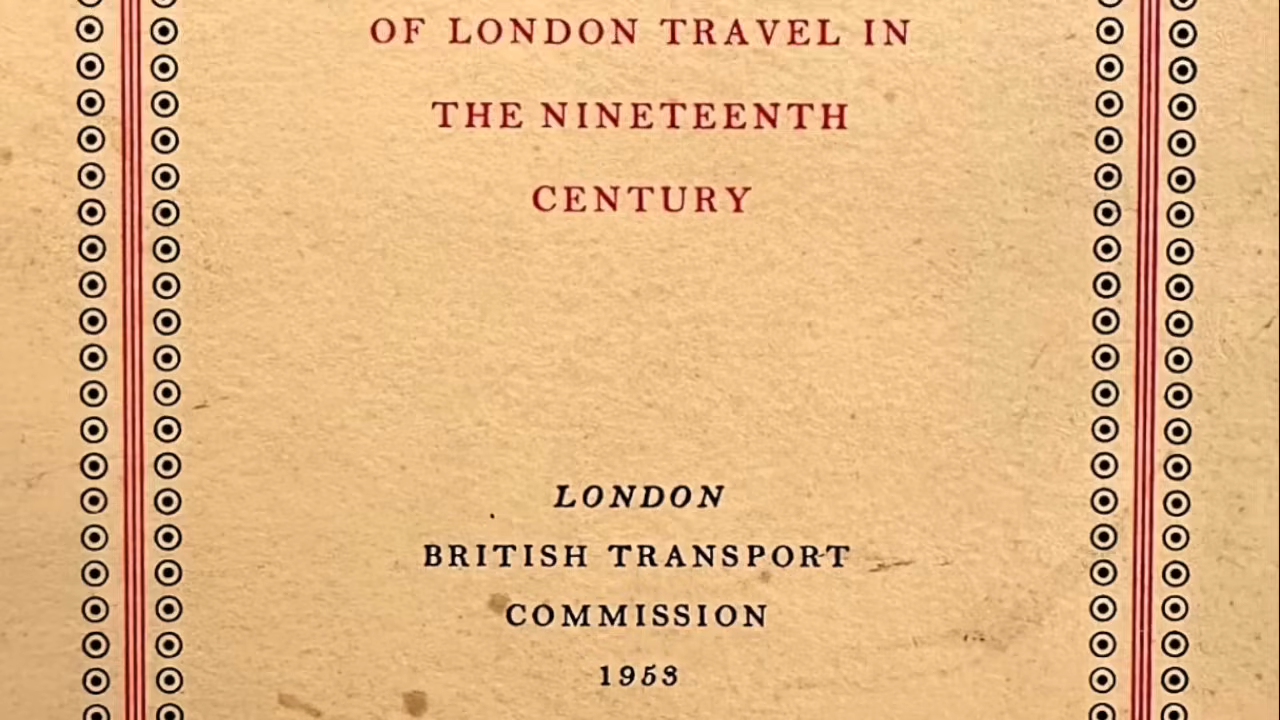 OF LONDON TRAVEL IN
THE NINETEENTH
CENTURY
LONDON
BRITISH TRANSPORT
COMMISSION
1953